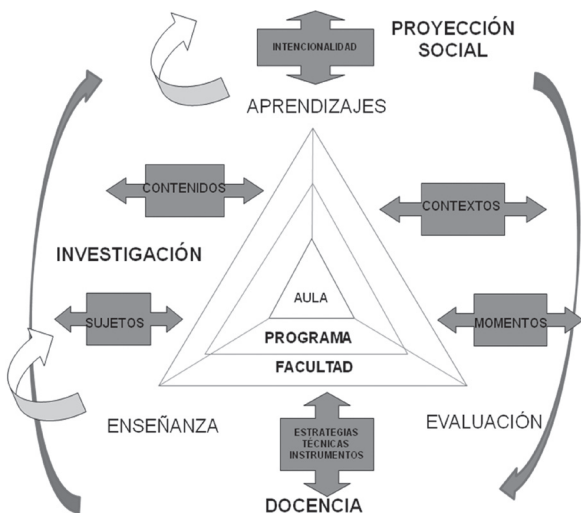 PROYECCIÓN
SOCIAL
INTENCIONALIDAD
APRENDIZAJES
CONTENIDOS
CONTEXTOS
INVESTIGACIÓN
AULA
SUJETOS
MOMENTOS
PROGRAMA
FACULTAD
ENSEÑANZA
EVALUACIÓN
ESTRATEGIAS
TÉCNICAS
INSTRUMENTOS
DOCENCIA